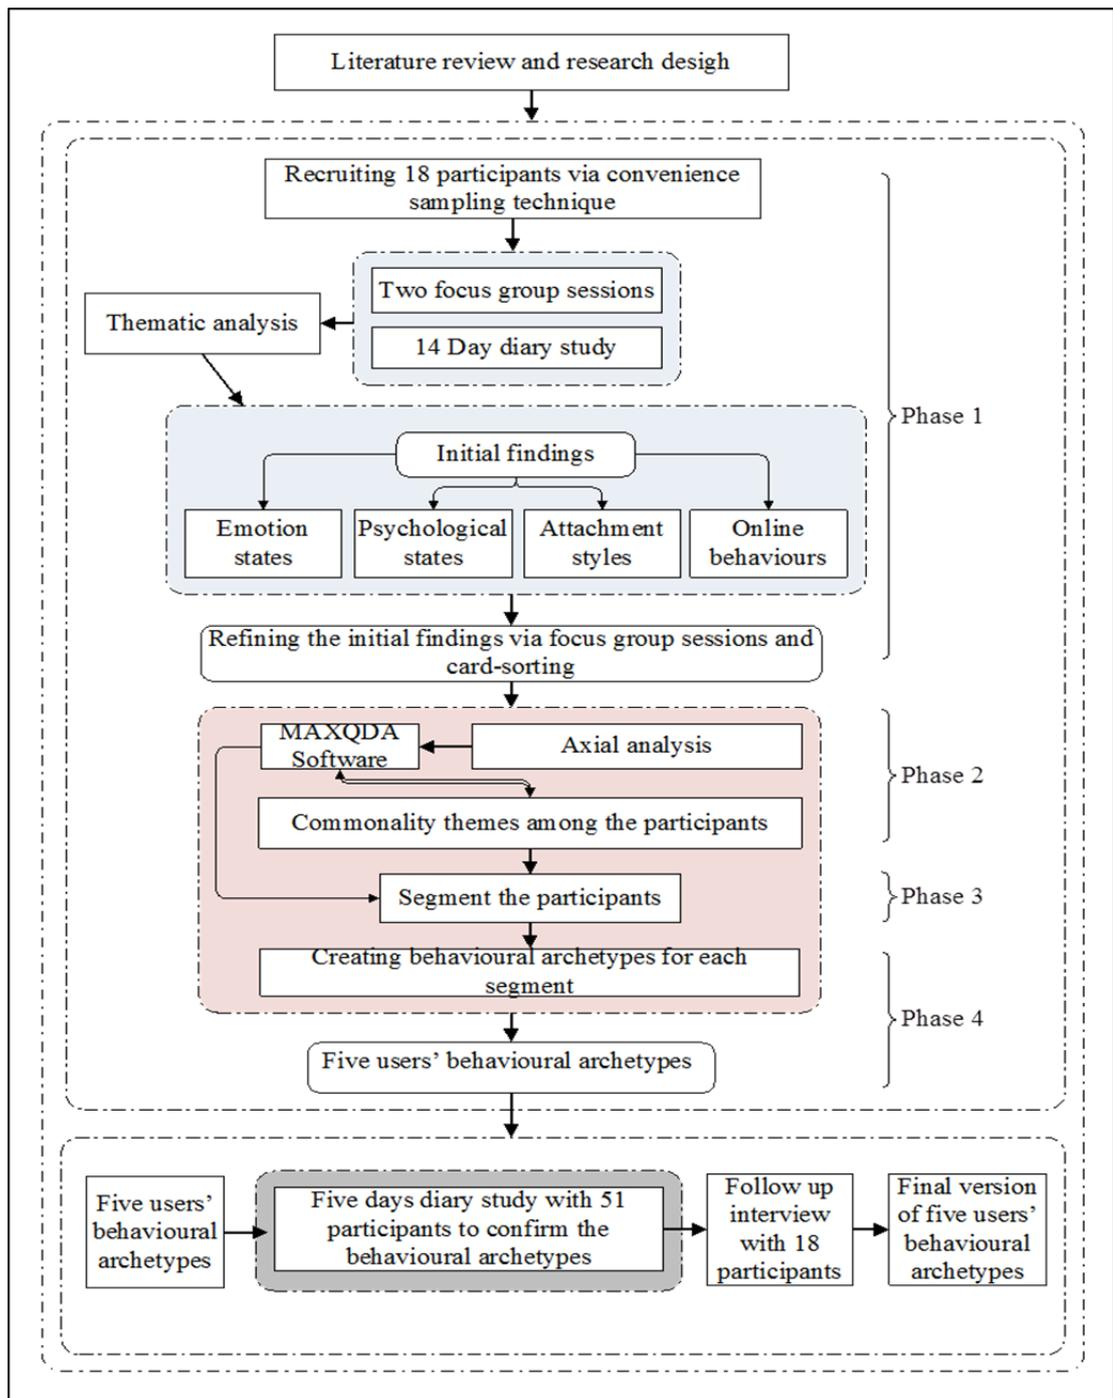 Literature review and research desigh
Recruiting 18 participants via convenience
sampling technique
Two focus group sessions
14 Day diary study
Thematic analysis
Phase 1
Initial findings
Emotion
states
Psychological
states
Attachment
styles
Online
behaviours
Refining the initial findings via focus group sessions and
card-sorting
MAXQDA
Software
Axial analysis
Phase 2
Commonality themes among the participants
Segment the participants
Phase 3
Creating behavioural archetypes for each
segment
Phase 4
Five users’ behavioural archetypes
Five users’
behavioural
archetypes
Five days diary study with 51
participants to confirm the
behavioural archetypes
Follow up
interview
with 18
participants
Final version
of five users’
behavioural
archetypes